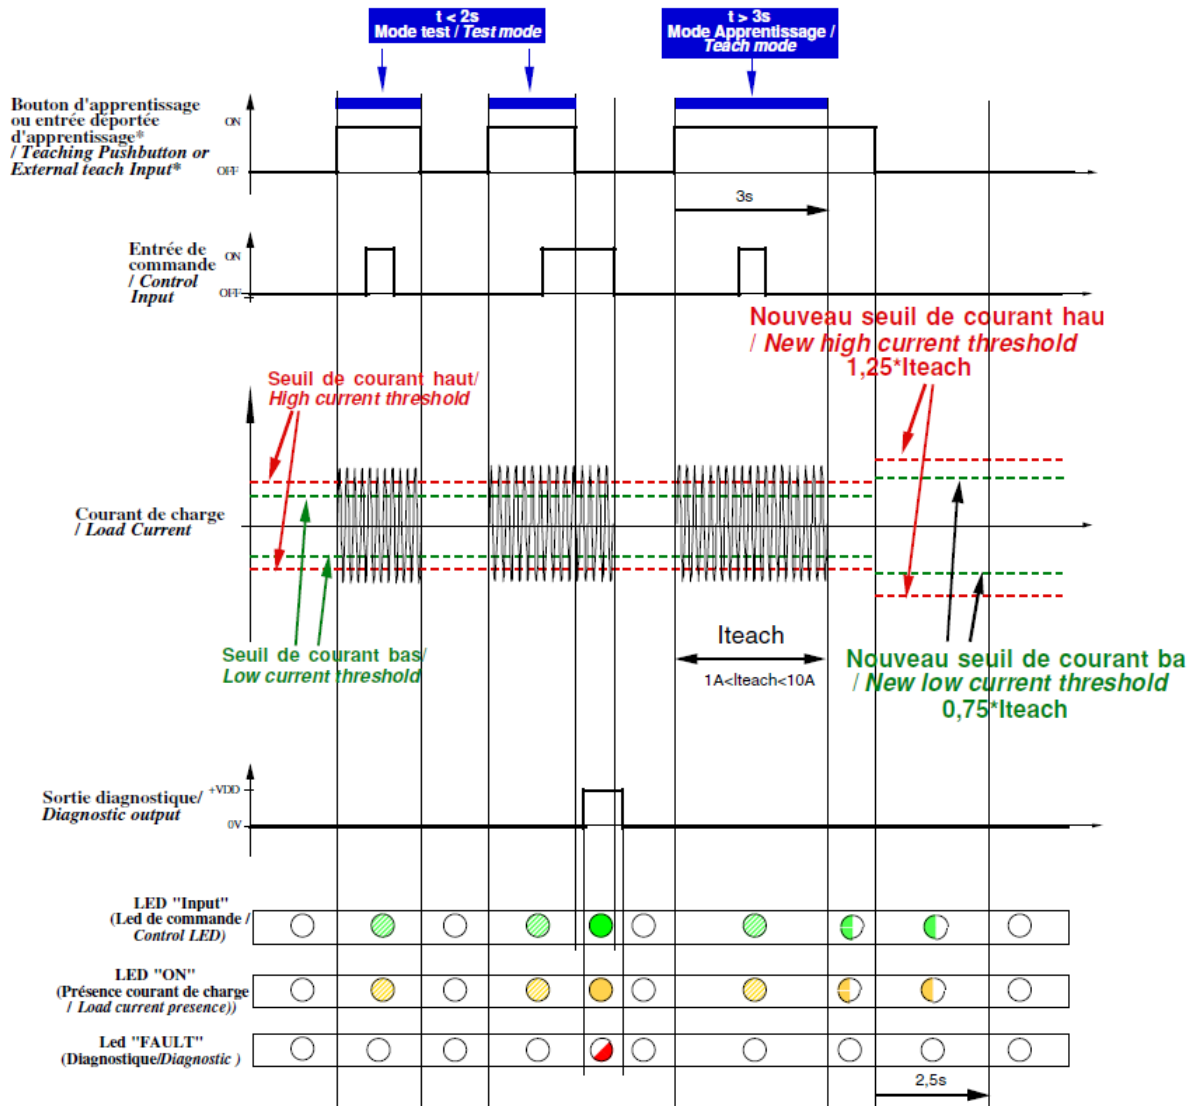 t < 2s
Mode test / Test mode
t > 3s
Mode Apprentissage /
Teach mode
Bouton d'apprentissage
ou entrée déportée
d'apprentissage*
/ Teaching Pushbutton or
External teach Input*
ON
OFF
3s
Entrée de
commande
/ Control
Input
ON
OFF
Nouveau seuil de courant hau
/ New high current threshold
1,25*Iteach
Seuil de courant haut/
High current threshold
Courant de charge
/ Load Current
Seuil de courant bas/
Low current threshold
Iteach
1A<Iteach<10A
Nouveau seuil de courant ba
/ New low current threshold
0,75*Iteach
Sortie diagnostique/
Diagnostic output
+VDD
0V
LED "Input"
(Led de commande /
Control LED)
LED "ON"
(Présence courant de charge
/ Load current presence))
Led "FAULT"
(Diagnostique/Diagnostic )
2,5s